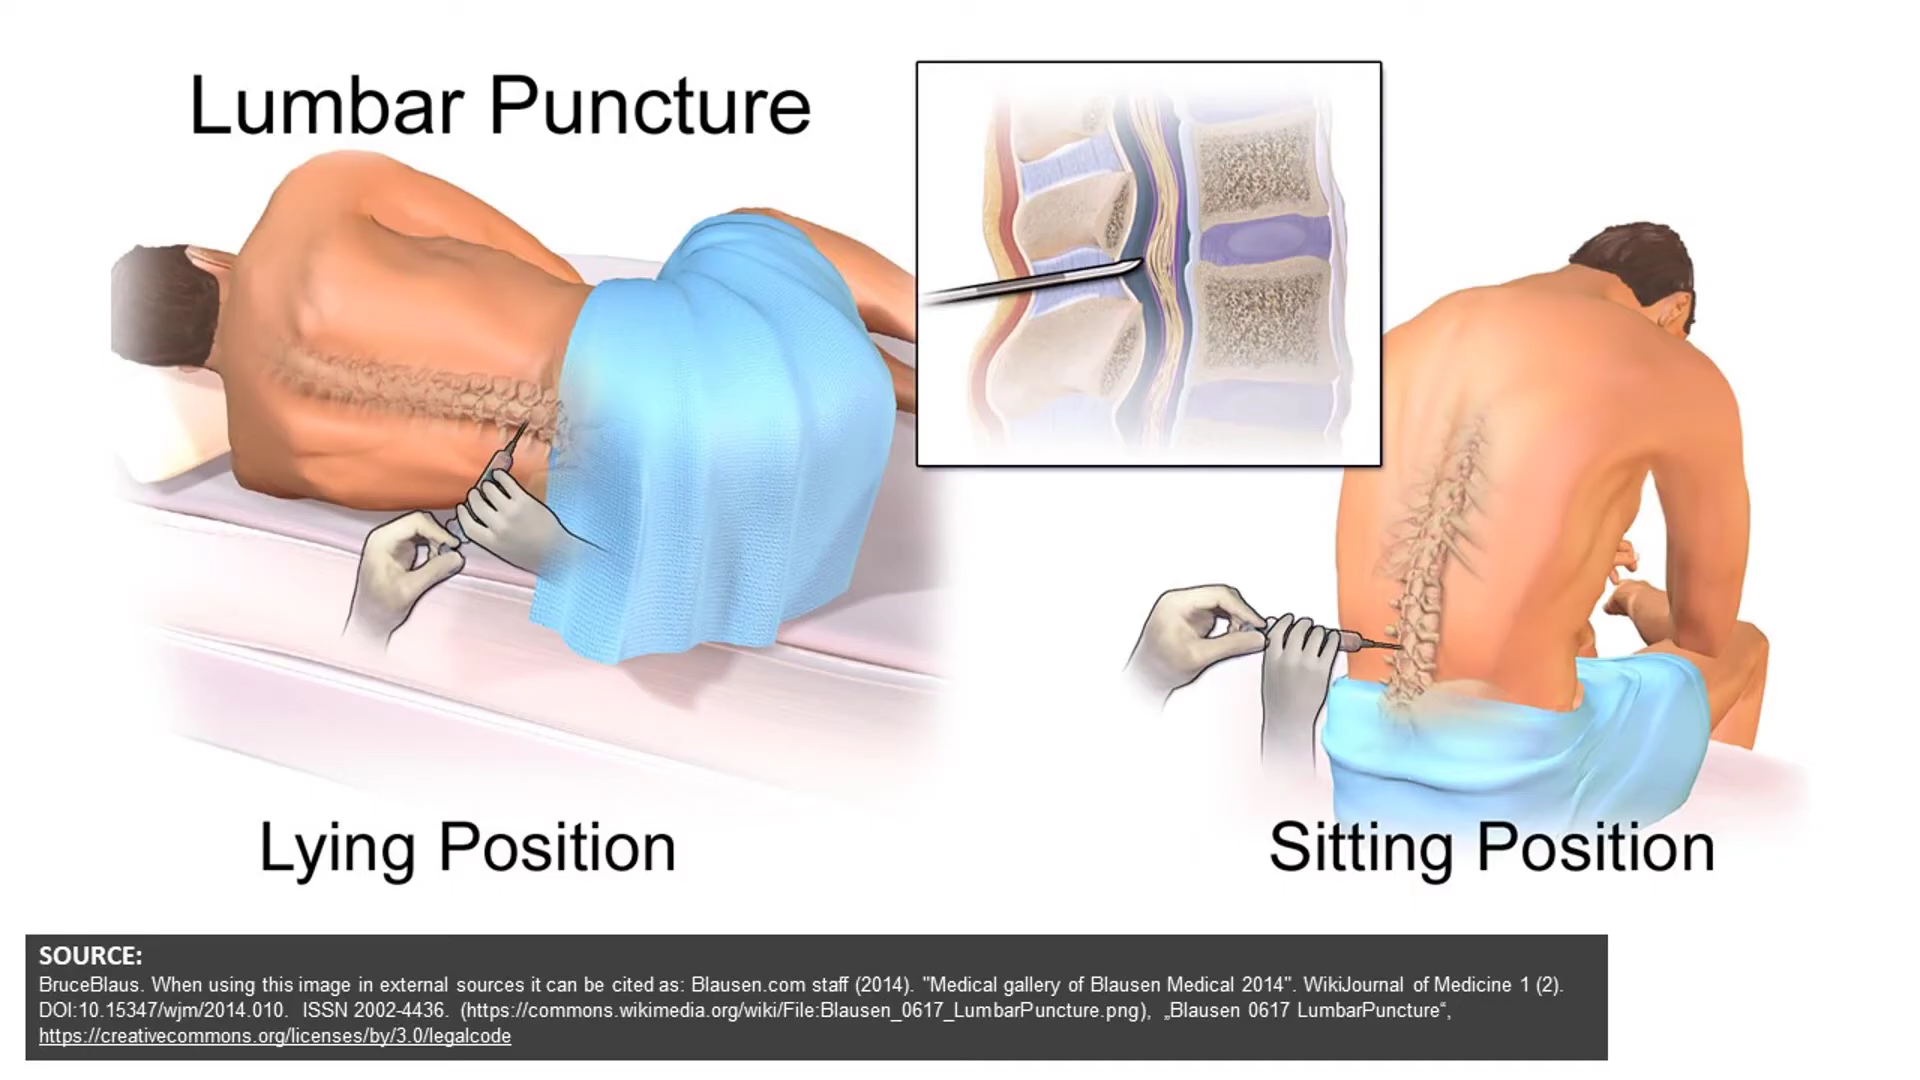 Lumbar Puncture
Lying Position
Sitting Position
SOURCE:
BruceBlaus. When using this image in external sources it can be cited as: Blausen.com staff (2014). "Medical gallery of Blausen Medical 2014". WikiJournal of Medicine 1 (2).
DOI:10.15347/wjm/2014.010. ISSN 2002-4436. (https://commons.wikimedia.org/wiki/File:Blausen_0617_LumbarPuncture.png), „Blausen 0617 LumbarPuncture“,
https://creativecommons.org/licenses/by/3.0/legalcode